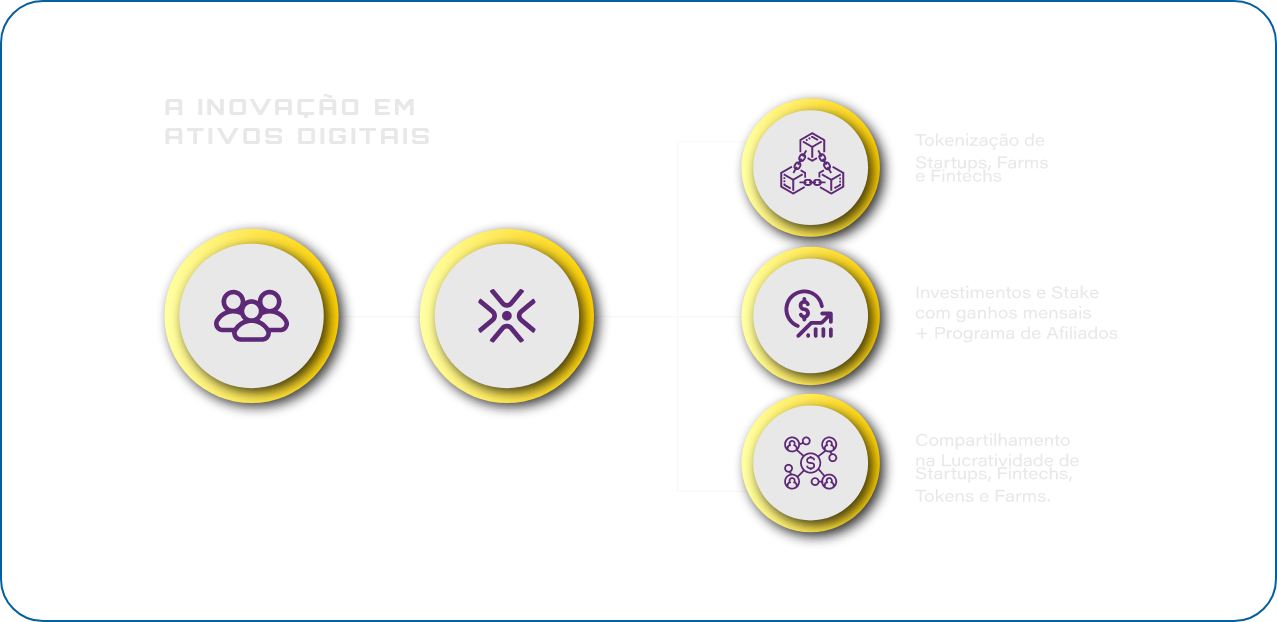 A INOVAÇÃO EM
ATIVOS DIGITAIS
Tokenização de
Startups, Farms
e Fintechs
Investimentos e Stake
com ganhos mensais
+ Programa de Afiliados
Compartilhamento
na Lucratividade de
Startups, Fintechs,
Tokens e Farms.